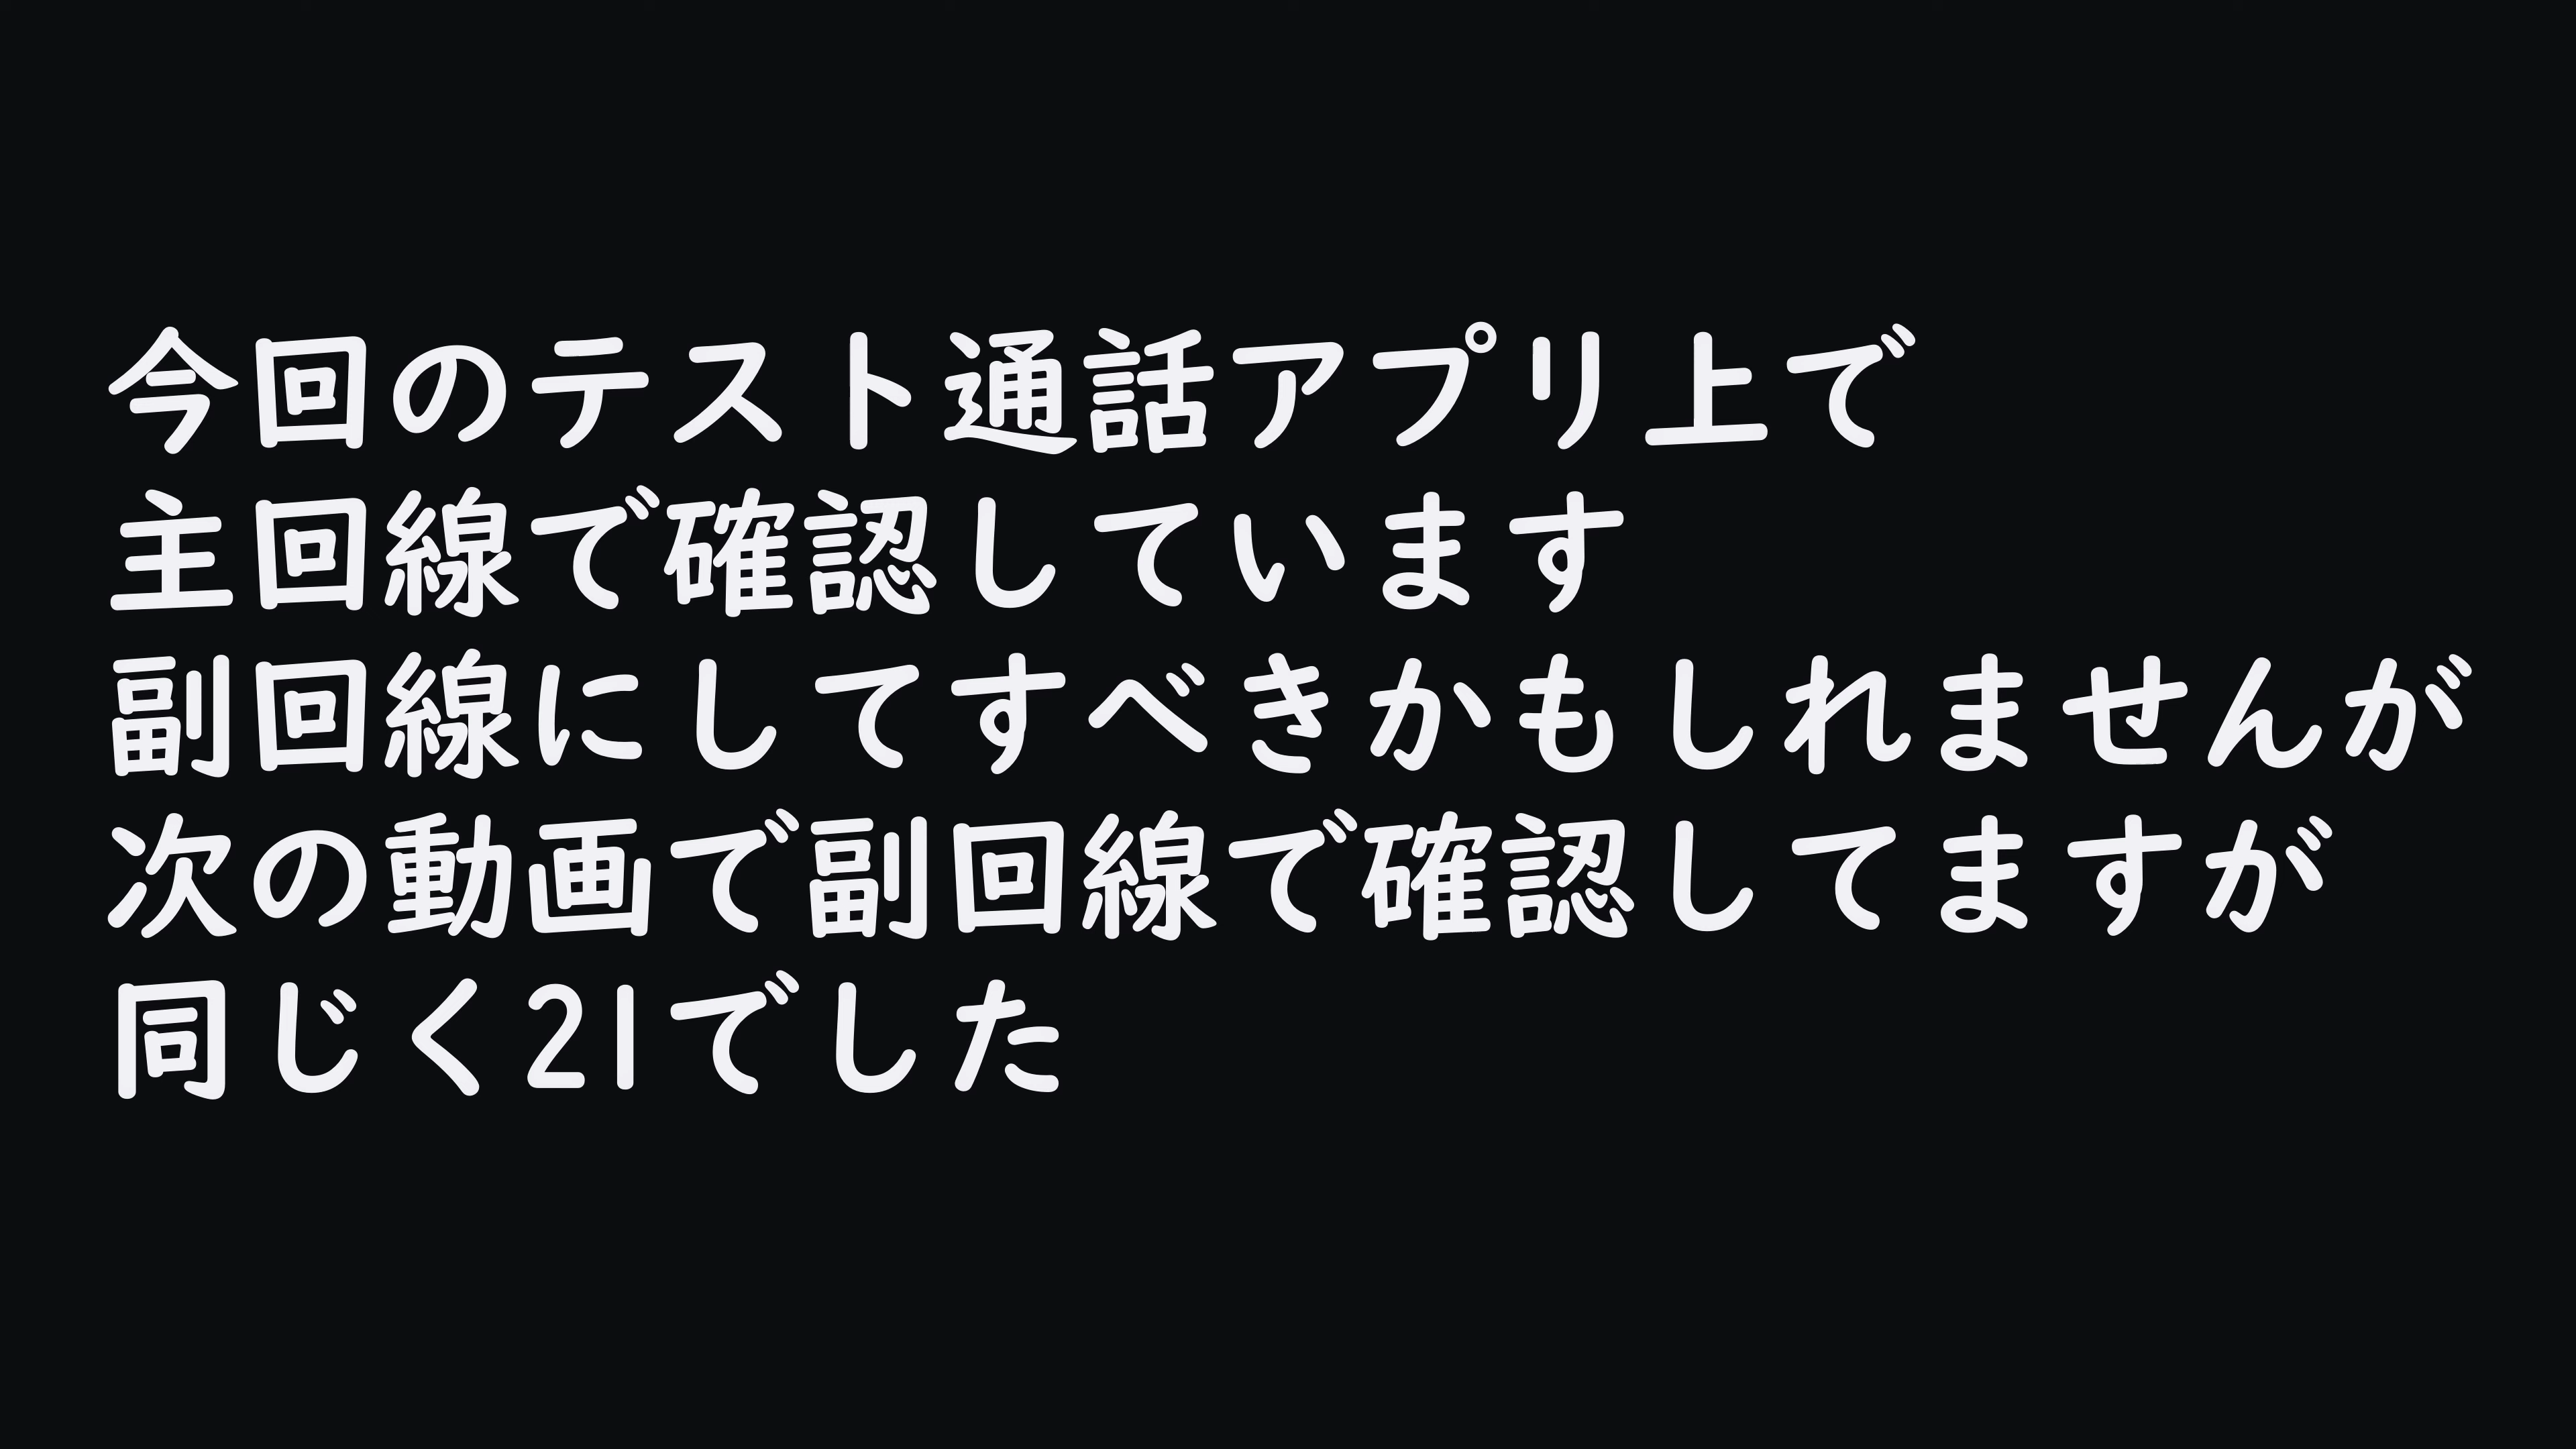 今回のテスト通話アプリ上で
主回線で確認しています
副回線にしてすべきかもしれませんが
次の動画で副回線で確認してますが
同じく21でした